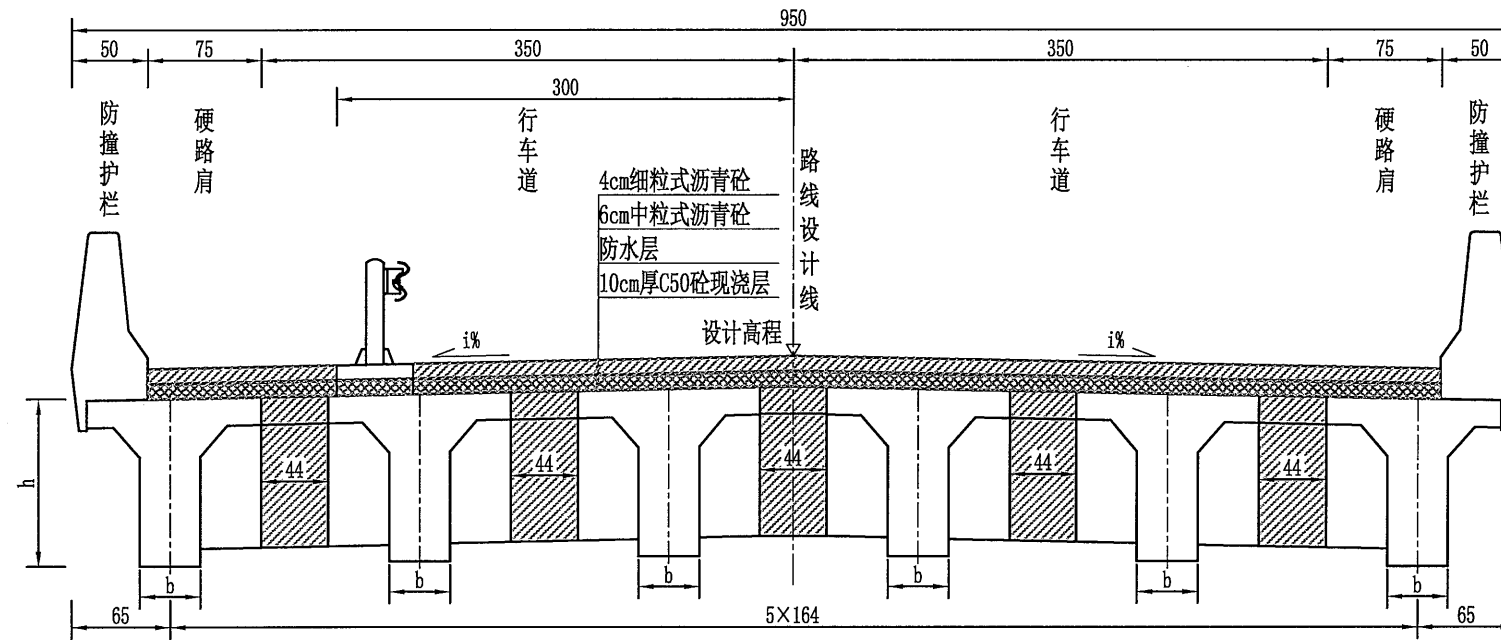 950
50
75
350
350
75
50
300
防撞护栏
硬路肩
行车道
路线设计线
行车道
硬路肩
防撞护栏
4cm细粒式沥青砼
6cm中粒式沥青砼
防水层
10cm厚C50砼现浇层
设计高程
i%
i%
h
44
44
44
44
44
b
b
b
b
b
b
65
5×164
65